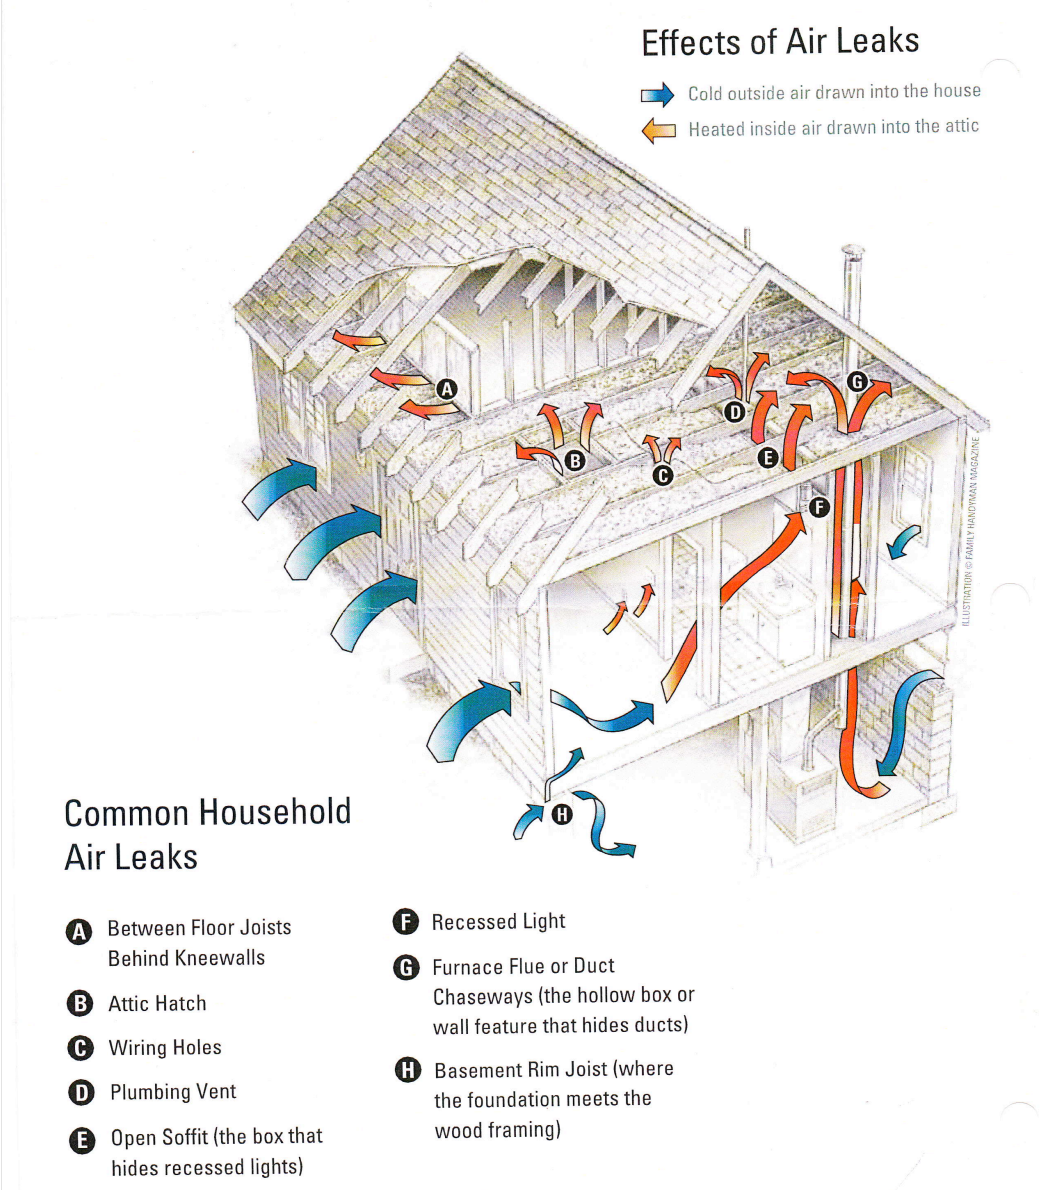 Effects of Air Leaks
Cold outside air drawn into the house
Heated inside air drawn into the attic
A
B
C
D
E
F
G
H
ILLUSTRATION © FAMILY HANDYMAN MAGAZINE
Common Household
Air Leaks
A Between Floor Joists
Behind Kneewalls
B Attic Hatch
C Wiring Holes
D Plumbing Vent
E Open Soffit (the box that
hides recessed lights)
F Recessed Light
G Furnace Flue or Duct
Chaseways (the hollow box or
wall feature that hides ducts)
H Basement Rim Joist (where
the foundation meets the
wood framing)